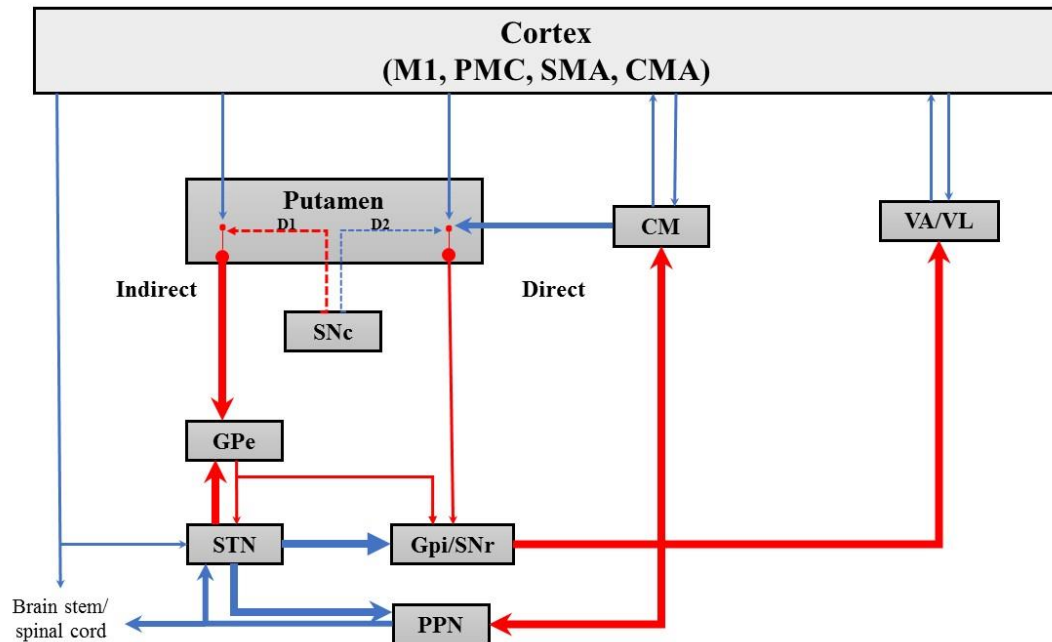 Cortex
(M1, PMC, SMA, CMA)
Putamen
D1
D2
CM
VA/VL
Indirect
Direct
SNc
GPe
STN
Gpi/SNr
Brain stem/
spinal cord
PPN